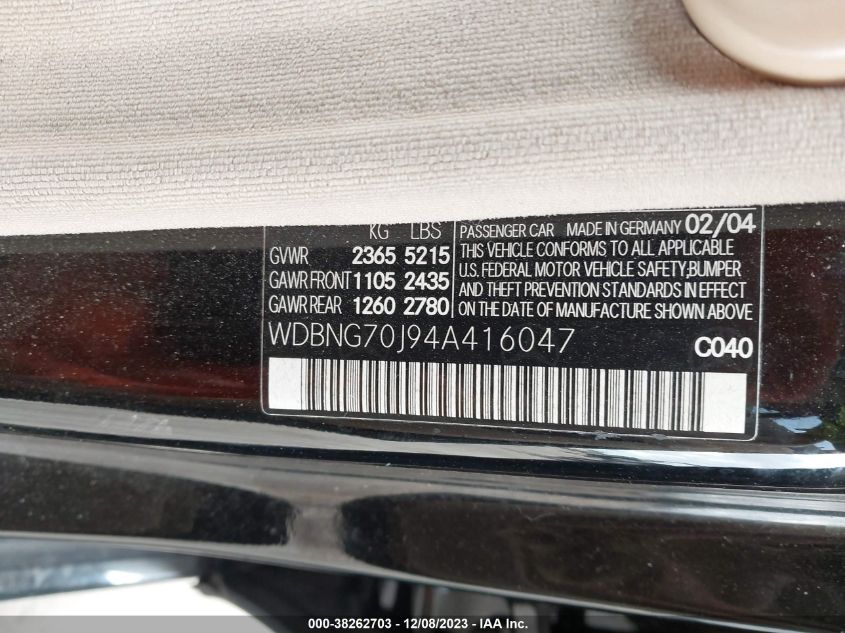 KG LBS
GVWR 2365 5215
GAWR FRONT 1105 2435
GAWR REAR 1260 2780
PASSENGER CAR MADE IN GERMANY 02/04
THIS VEHICLE CONFORMS TO ALL APPLICABLE
U.S. FEDERAL MOTOR VEHICLE SAFETY,BUMPER
AND THEFT PREVENTION STANDARDS IN EFFECT
ON THE DATE OF MANUFACTURE SHOWN ABOVE
WDBNG70J94A416047 C040
000-38262703 - 12/08/2023 - IAA Inc.